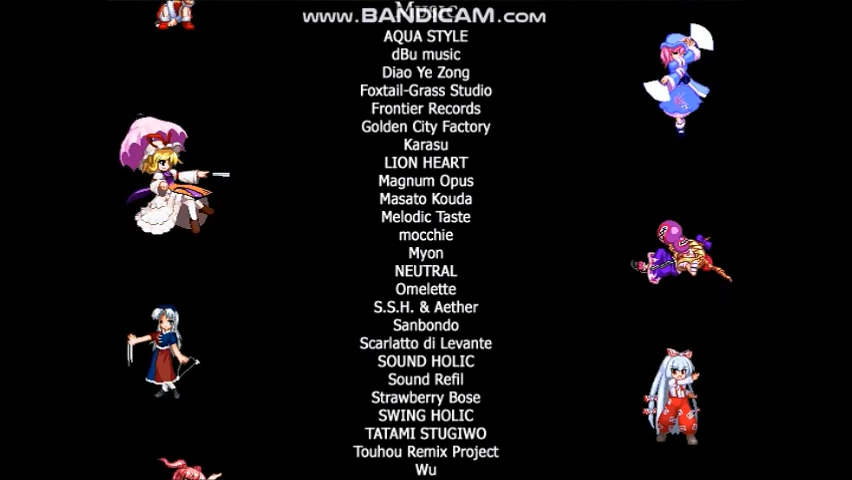 Music
www.BANDICAM.com
AQUA STYLE
dBu music
Diao Ye Zong
Foxtail-Grass Studio
Frontier Records
Golden City Factory
Karasu
LION HEART
Magnum Opus
Masato Kouda
Melodic Taste
mocchie
Myon
NEUTRAL
Omelette
S.S.H. & Aether
Sanbondo
Scarlatto di Levante
SOUND HOLIC
Sound Refil
Strawberry Bose
SWING HOLIC
TATAMI STUGIWO
Touhou Remix Project
Wu